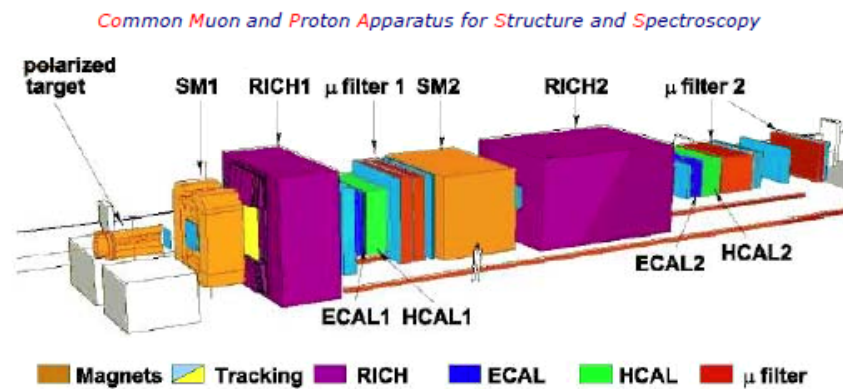 Common Muon and Proton Apparatus for Structure and Spectroscopy
polarized
target
SM1 RICH1 μ filter 1 SM2 RICH2 μ filter 2
ECAL1 HCAL1 ECAL2 HCAL2
Magnets Tracking RICH ECAL HCAL μ filter